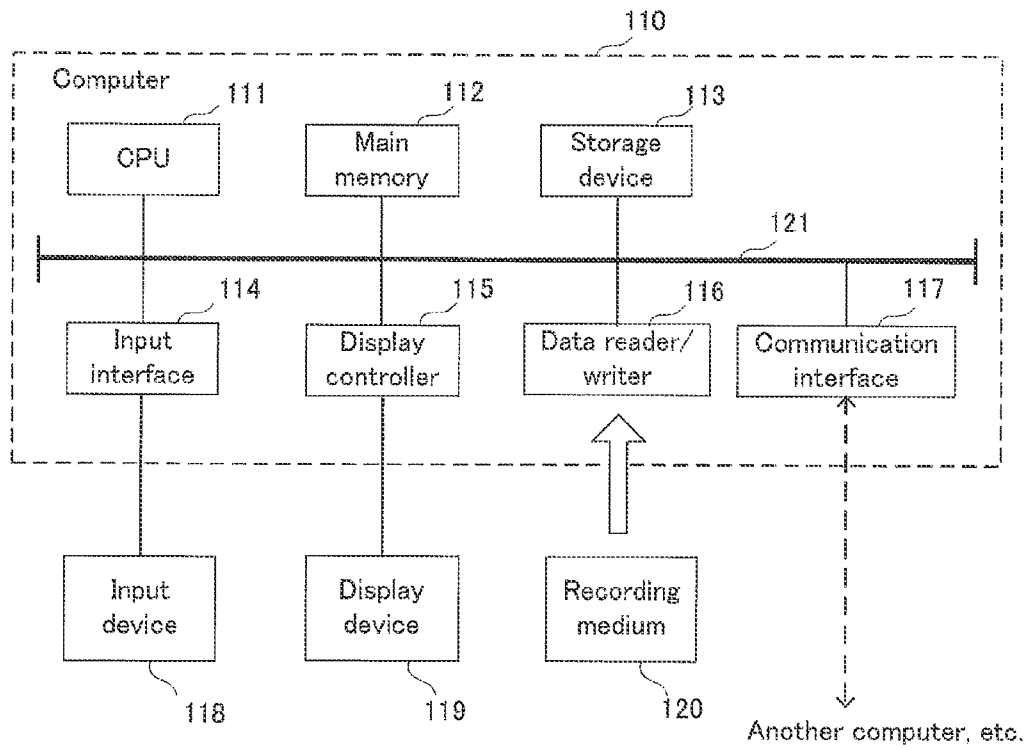 110
Computer
111
112
113
CPU
Main
memory
Storage
device
121
114
115
116
117
Input
interface
Display
controller
Data reader/
writer
Communication
interface
Input
device
Display
device
Recording
medium
118
119
120
Another computer, etc.